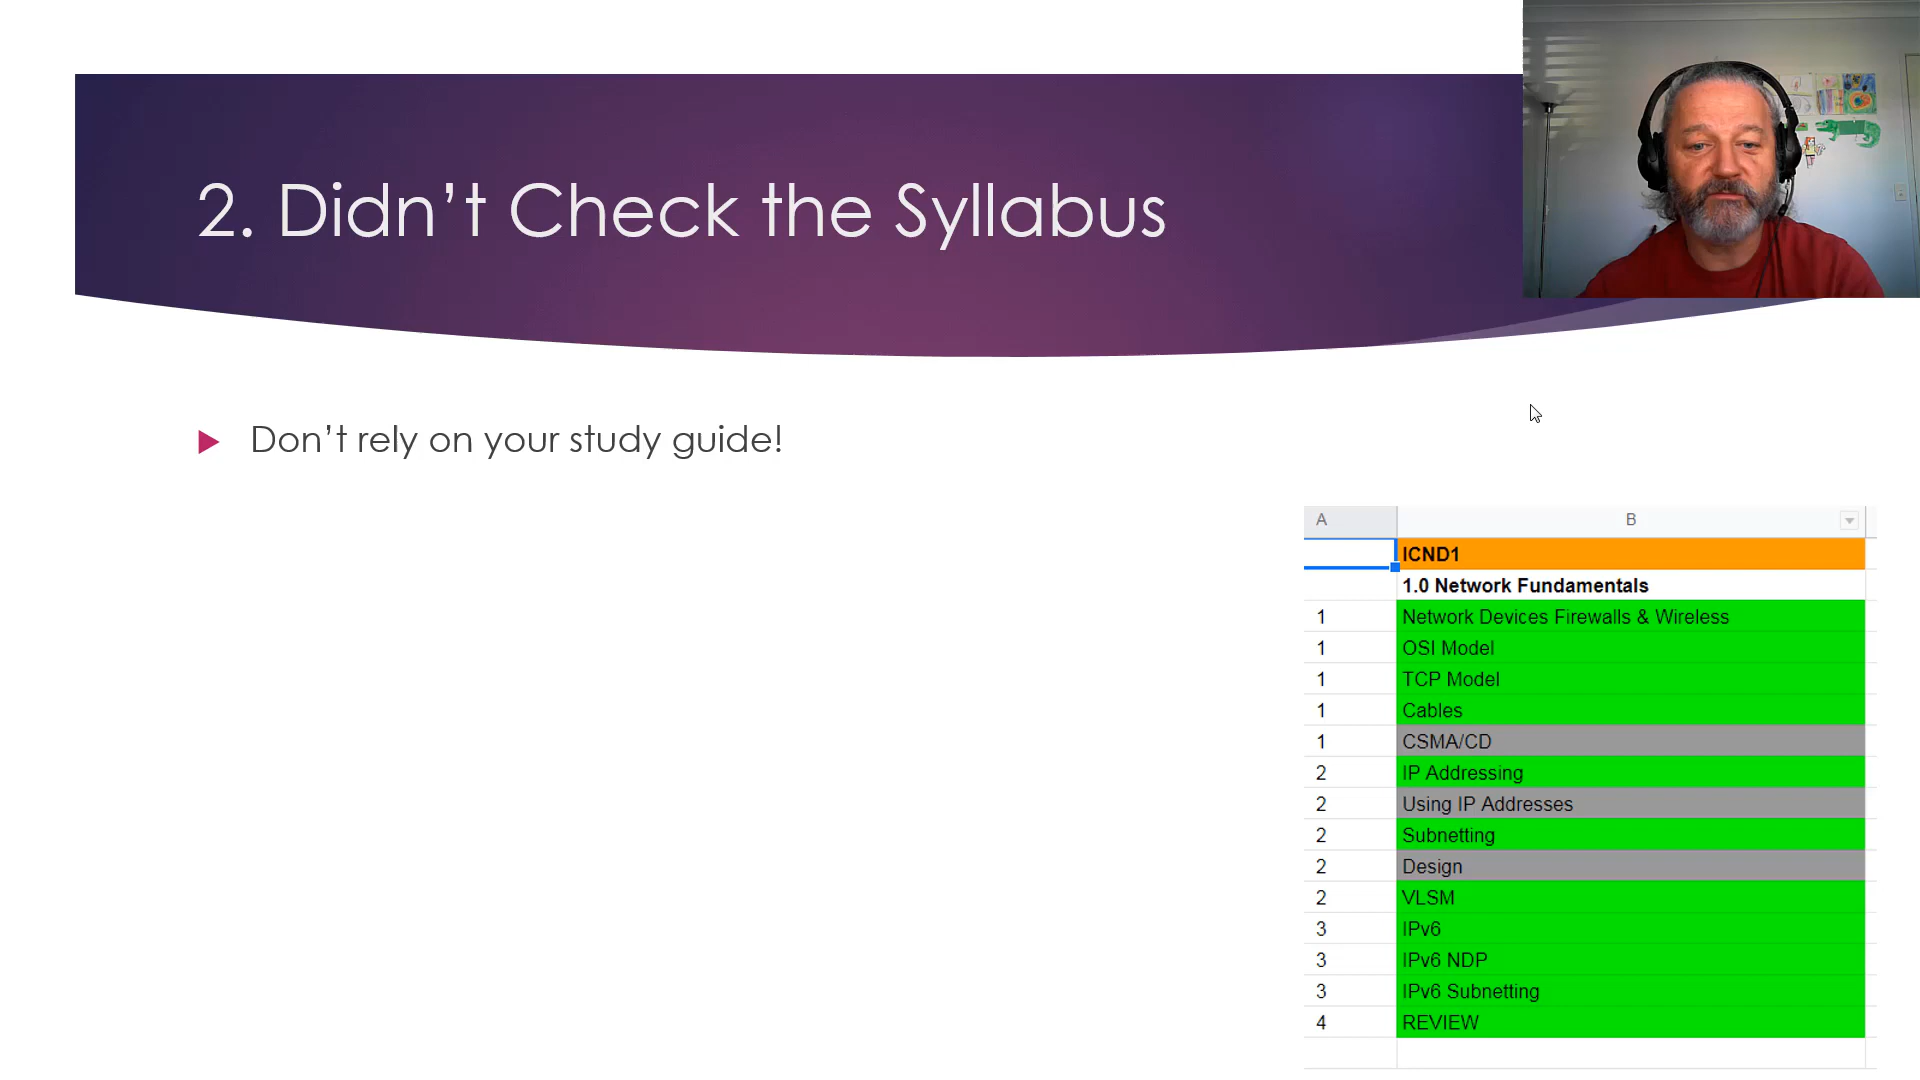 2. Didn’t Check the Syllabus
Don’t rely on your study guide!
A B
ICND1
1.0 Network Fundamentals
1 Network Devices Firewalls & Wireless
1 OSI Model
1 TCP Model
1 Cables
1 CSMA/CD
2 IP Addressing
2 Using IP Addresses
2 Subnetting
2 Design
2 VLSM
3 IPv6
3 IPv6 NDP
3 IPv6 Subnetting
4 REVIEW